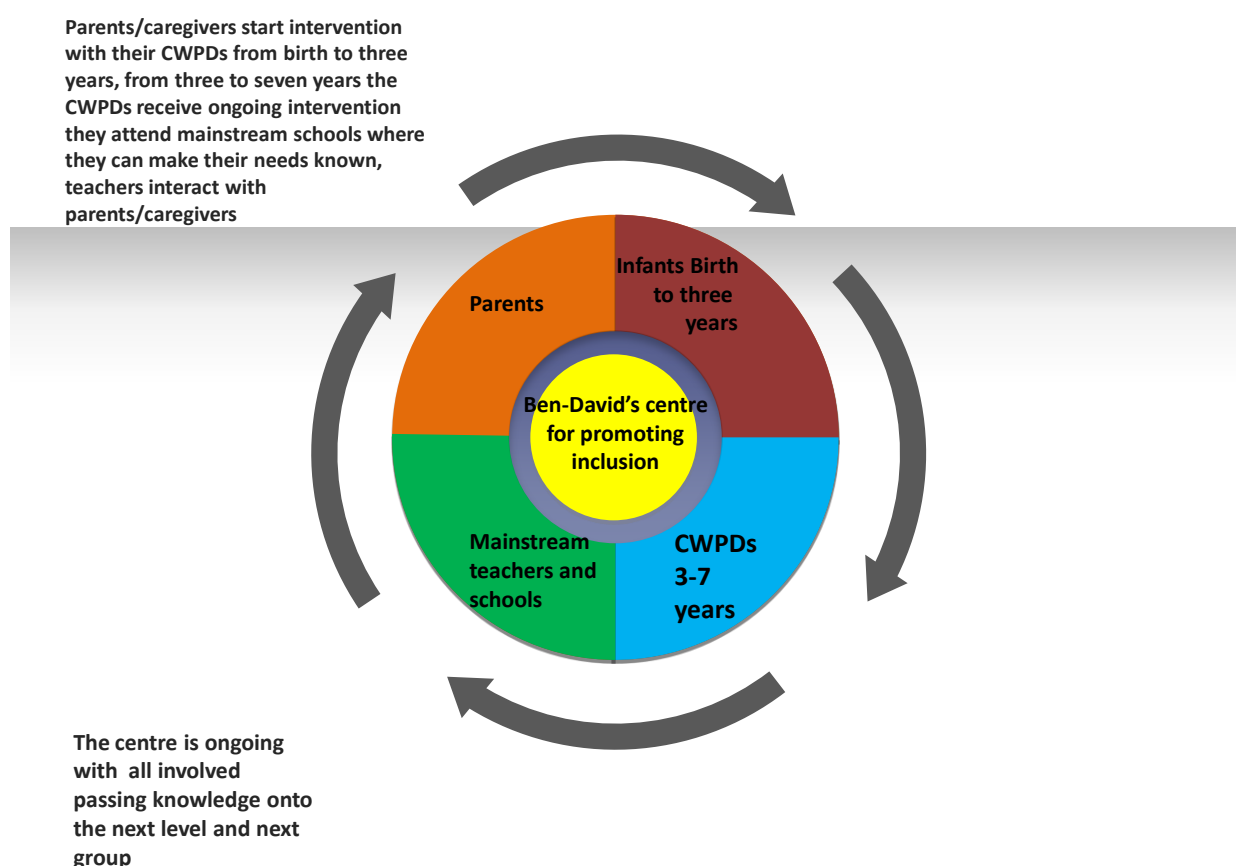 Parents/caregivers start intervention
with their CWPDs from birth to three
years, from three to seven years the
CWPDs receive ongoing intervention
they attend mainstream schools where
they can make their needs known,
teachers interact with
parents/caregivers
Parents
Infants Birth
to three
years
Ben-David’s centre
for promoting
inclusion
Mainstream
teachers and
schools
CWPDs
3-7
years
The centre is ongoing
with all involved
passing knowledge onto
the next level and next
group